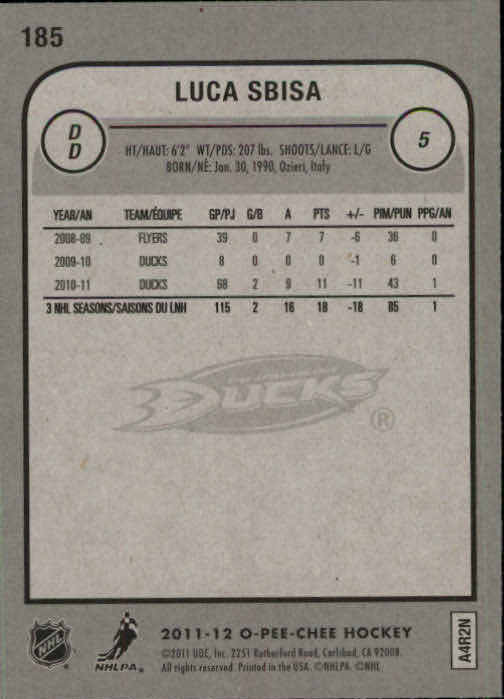 185
LUCA SBISA
D
D
5
HT/HAUT: 6'2" WT/PDS: 207 lbs. SHOOTS/LANCE: L/G
BORN/NÉ: Jan. 30, 1990, Ozieri, Italy
YEAR/AN TEAM/ÉQUIPE GP/PJ G/B A PTS +/- PIM/PUN PPG/AN
2008-09 FLYERS 39 0 7 7 -6 36 0
2009-10 DUCKS 8 0 0 0 -1 6 0
2010-11 DUCKS 68 2 9 11 -11 43 1
3 NHL SEASONS/SAISONS DU LNH 115 2 16 18 -18 85 1
DUCKS ®
NHL
NHLPA.
2011-12 O-PEE-CHEE HOCKEY
©2011 UDC, Inc. 2251 Rutherford Road, Carlsbad, CA 92008.
All rights reserved. Printed in the USA. ©NHLPA. ©NHL
A4R2N